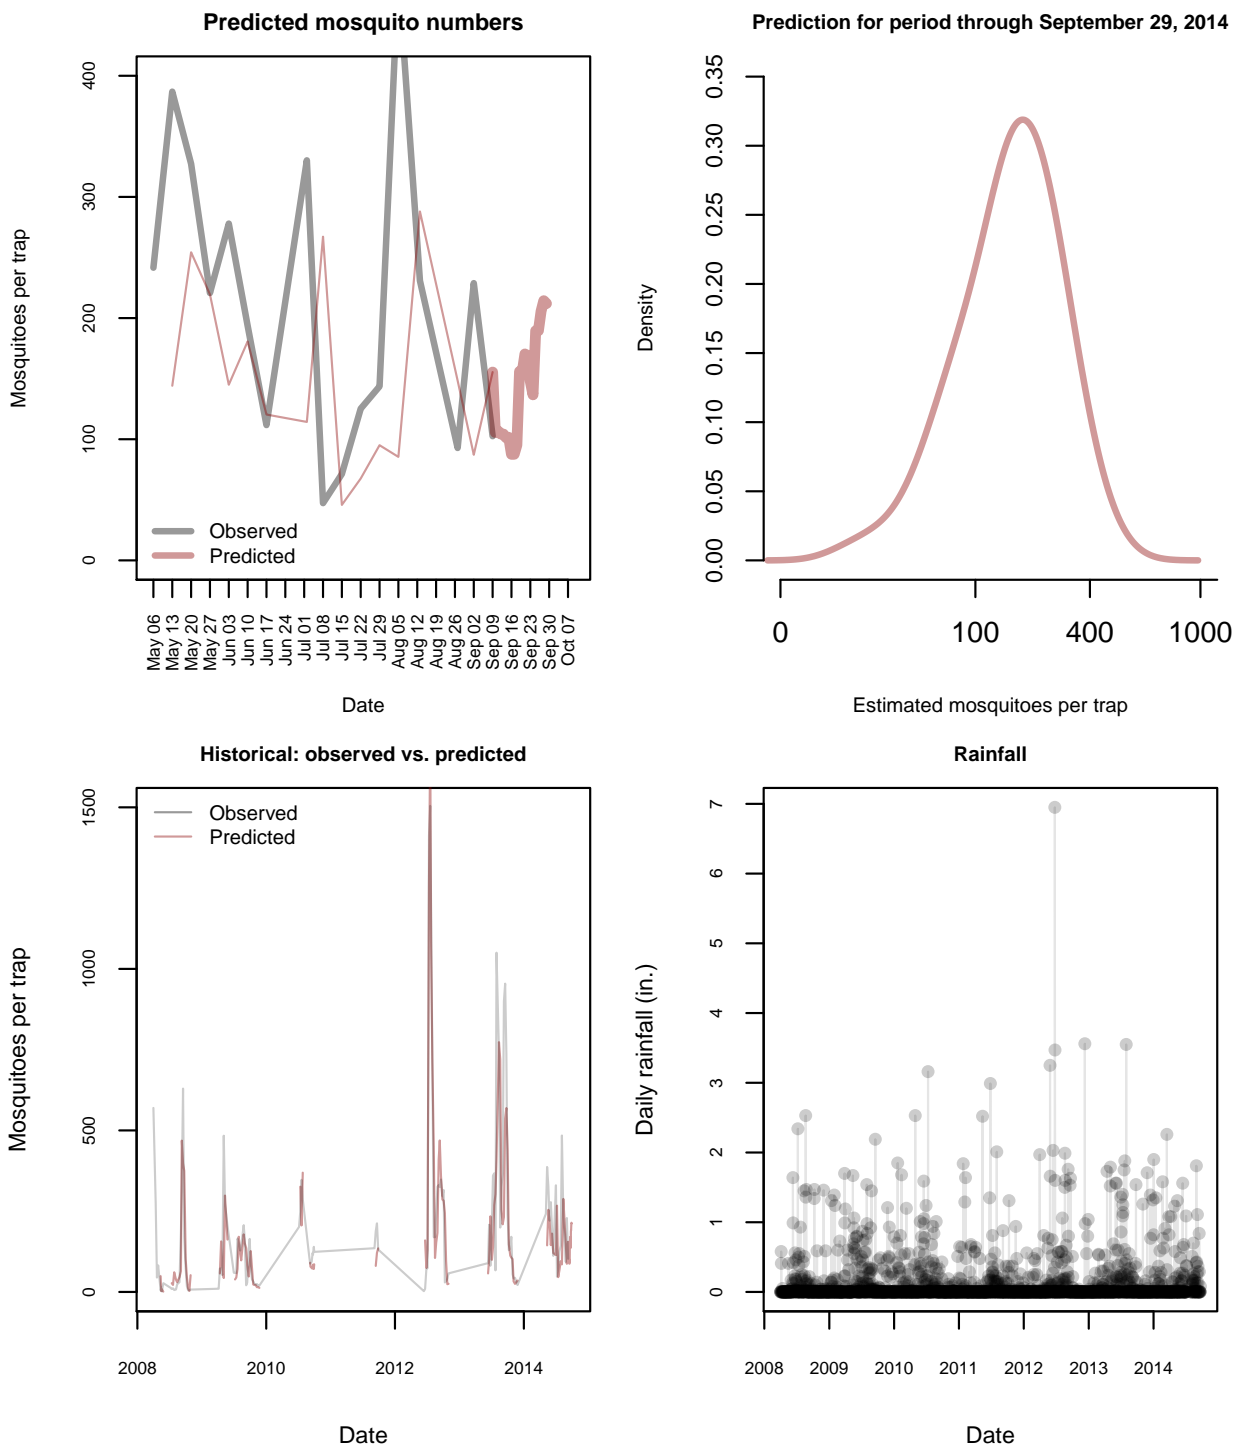 Predicted mosquito numbers
Mosquitoes per trap
400
300
200
100
0
Observed
Predicted
May 06
May 13
May 20
May 27
Jun 03
Jun 10
Jun 17
Jun 24
Jul 01
Jul 08
Jul 15
Jul 22
Jul 29
Aug 05
Aug 12
Aug 19
Aug 26
Sep 02
Sep 09
Sep 16
Sep 23
Sep 30
Oct 07
Date
Prediction for period through September 29, 2014
Density
0.35
0.30
0.25
0.20
0.15
0.10
0.05
0.00
0 100 400 1000
Estimated mosquitoes per trap
Historical: observed vs. predicted
Mosquitoes per trap
1500
1000
500
0
Observed
Predicted
2008 2010 2012 2014
Date
Rainfall
Daily rainfall (in.)
7
6
5
4
3
2
1
0
2008 2009 2010 2011 2012 2013 2014
Date